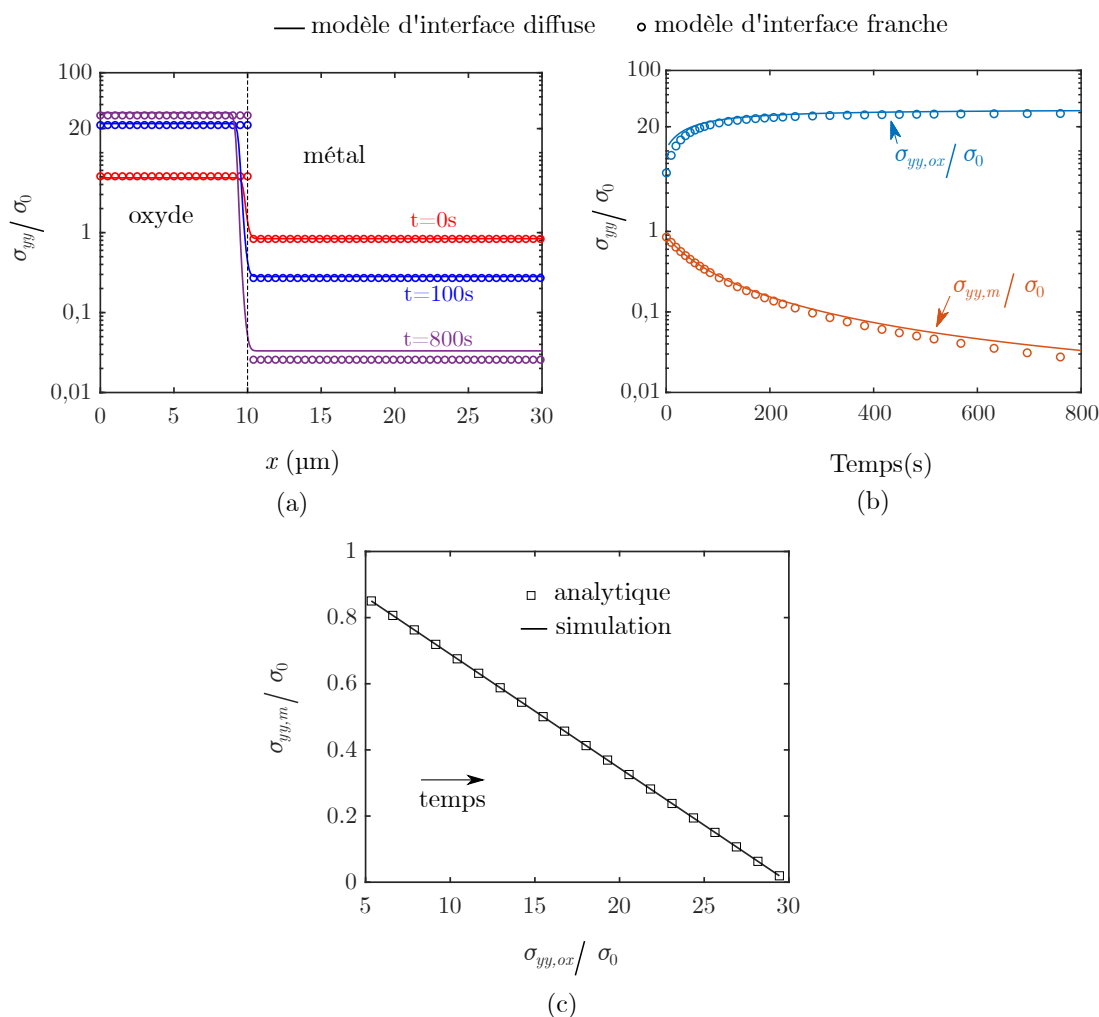 modèle d'interface diffuse
modèle d'interface franche
100
20
1
0,1
0,01
σyy/ σ0
oxyde
métal
t=0s
t=100s
t=800s
0 5 10 15 20 25 30
x (µm)
(a)
100
20
1
0,1
0,01
σyy/ σ0
σyy,ox/ σ0
σyy,m/ σ0
0 200 400 600 800
Temps(s)
(b)
1
0.8
0.6
0.4
0.2
0
σyy,m/ σ0
analytique
simulation
temps
5 10 15 20 25 30
σyy,ox/ σ0
(c)